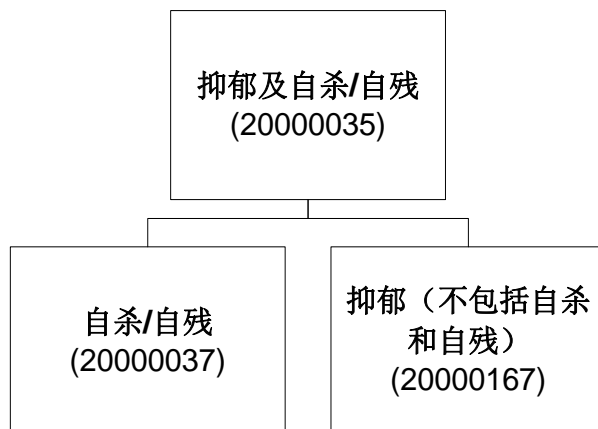 抑郁及自杀/自残
(20000035)
自杀/自残
(20000037)
抑郁（不包括自杀
和自残）
(20000167)